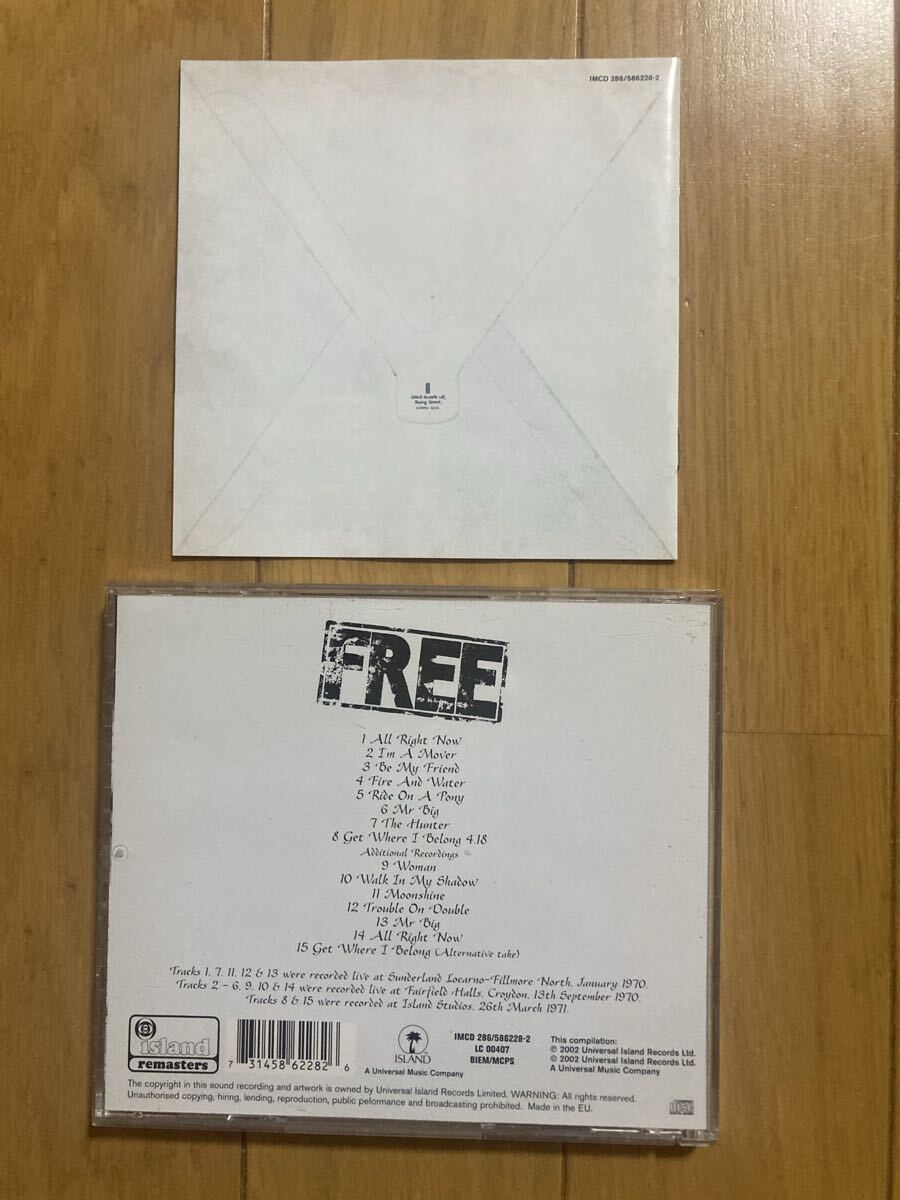 IMCD 286/586228-2
Island Records Ltd,
Basing Street,
London W11.
FREE
1 All Right Now
2 I'm A Mover
3 Be My Friend
4 Fire And Water
5 Ride On A Pony
6 Mr Big
7 The Hunter
8 Get Where I Belong 4.18
Additional Recordings
9 Woman
10 Walk In My Shadow
11 Moonshine
12 Trouble On Double
13 Mr Big
14 All Right Now
15 Get Where I Belong (Alternative take)
Tracks 1, 7, 11, 12 & 13 were recorded live at Sunderland Locarno-Fillmore North, January 1970.
Tracks 2 - 6, 9, 10 & 14 were recorded live at Fairfield Halls, Croydon, 13th September 1970.
Tracks 8 & 15 were recorded at Island Studios, 26th March 1971.
island
remasters
7 31458 62282 6
ISLAND
A Universal Music Company
IMCD 286/586228-2
LC 00407
BIEM/MCPS
This compilation:
℗ 2002 Universal Island Records Ltd.
© 2002 Universal Island Records Ltd.
A Universal Music Company
The copyright in this sound recording and artwork is owned by Universal Island Records Limited. WARNING: All rights reserved.
Unauthorised copying, hiring, lending, reproduction, public peformance and broadcasting prohibited. Made in the EU.